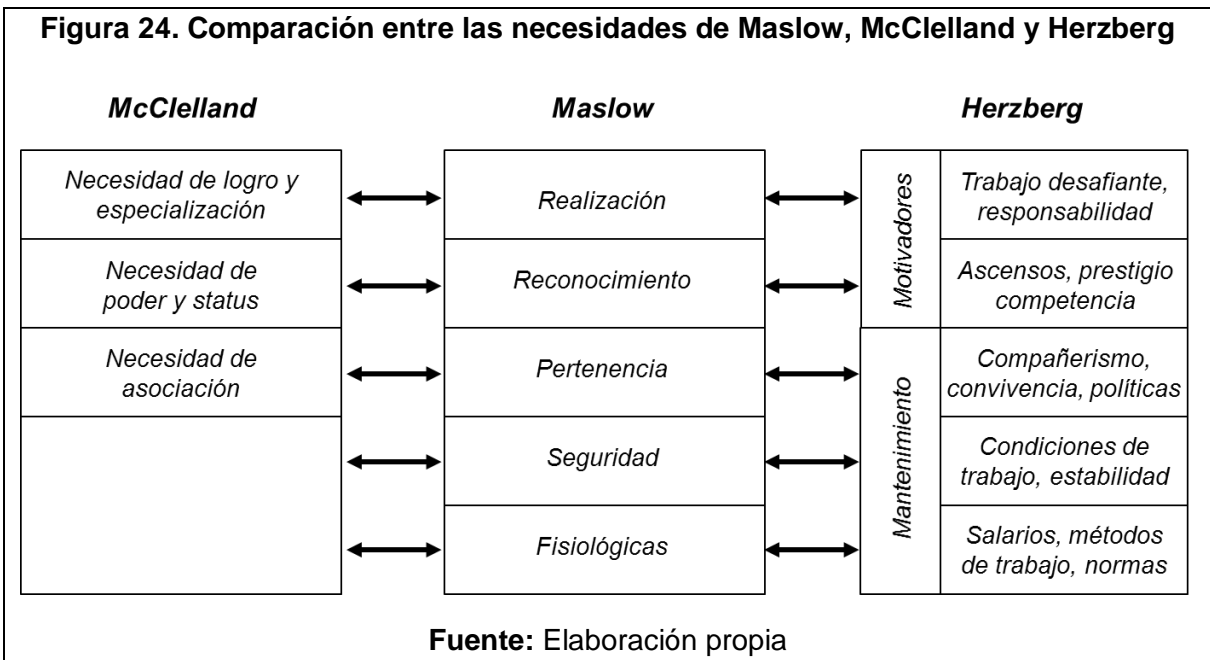 Figura 24. Comparación entre las necesidades de Maslow, McClelland y Herzberg
McClelland
Maslow
Herzberg
Necesidad de logro y
especialización
Necesidad de
poder y status
Necesidad de
asociación
Realización
Reconocimiento
Pertenencia
Seguridad
Fisiológicas
Motivadores
Mantenimiento
Trabajo desafiante,
responsabilidad
Ascensos, prestigio
competencia
Compañerismo,
convivencia, políticas
Condiciones de
trabajo, estabilidad
Salarios, métodos
de trabajo, normas
Fuente: Elaboración propia